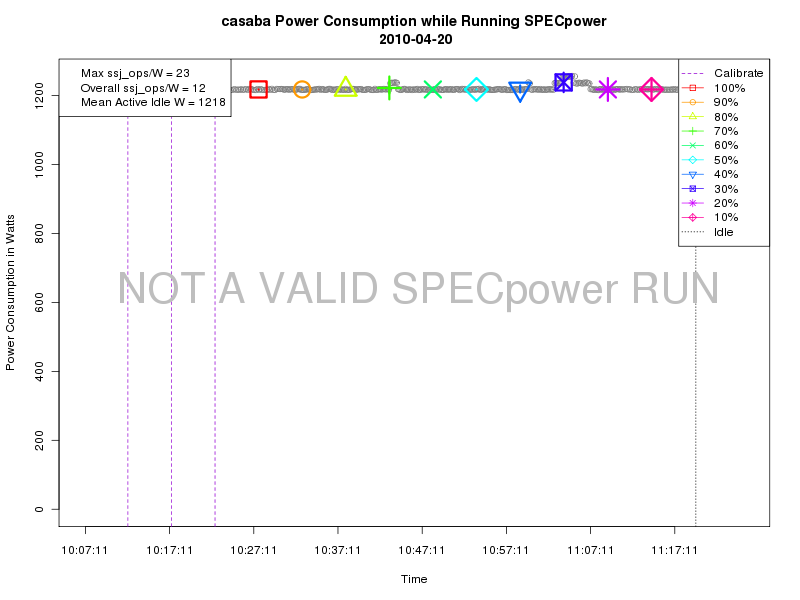 casaba Power Consumption while Running SPECpower
2010-04-20
Max ssj_ops/W = 23
Overall ssj_ops/W = 12
Mean Active Idle W = 1218
Calibrate
100%
90%
80%
70%
60%
50%
40%
30%
20%
10%
Idle
NOT A VALID SPECpower RUN
Power Consumption in Watts
1200
1000
800
600
400
200
0
10:07:11 10:17:11 10:27:11 10:37:11 10:47:11 10:57:11 11:07:11 11:17:11
Time